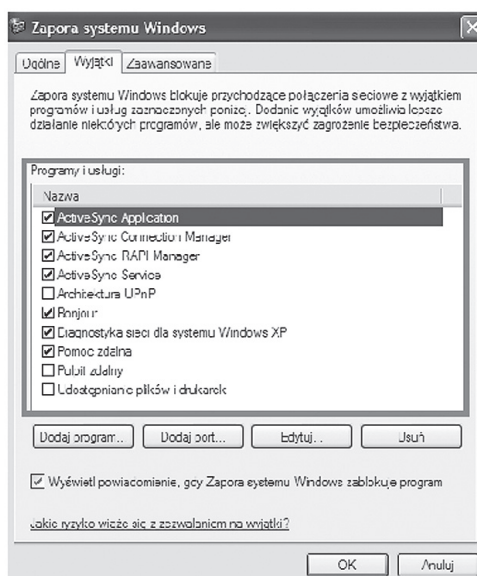 Zapora systemu Windows
Ogólne Wyjątki Zaawansowane
Zapora systemu Windows blokuje przychodzące połączenia sieciowe z wyjątkiem
programów i usług zaznaczonych poniżej. Dodanie wyjątków umożliwia lepsze
działanie niektórych programów, ale może zwiększyć zagrożenie bezpieczeństwa.
Programy i usługi:
Nazwa
ActiveSync Application
ActiveSync Connection Manager
ActiveSync RAPI Manager
ActiveSync Service
Architektura UPnP
Bonjour
Diagnostyka sieci dla systemu Windows XP
Pomoc zdalna
Pulpit zdalny
Udostępnianie plików i drukarek
Dodaj program... Dodaj port... Edytuj... Usuń
Wyświetl powiadomienie, gdy Zapora systemu Windows zablokuje program
Jakie ryzyko wiąże się z zezwalaniem na wyjątki?
OK Anuluj